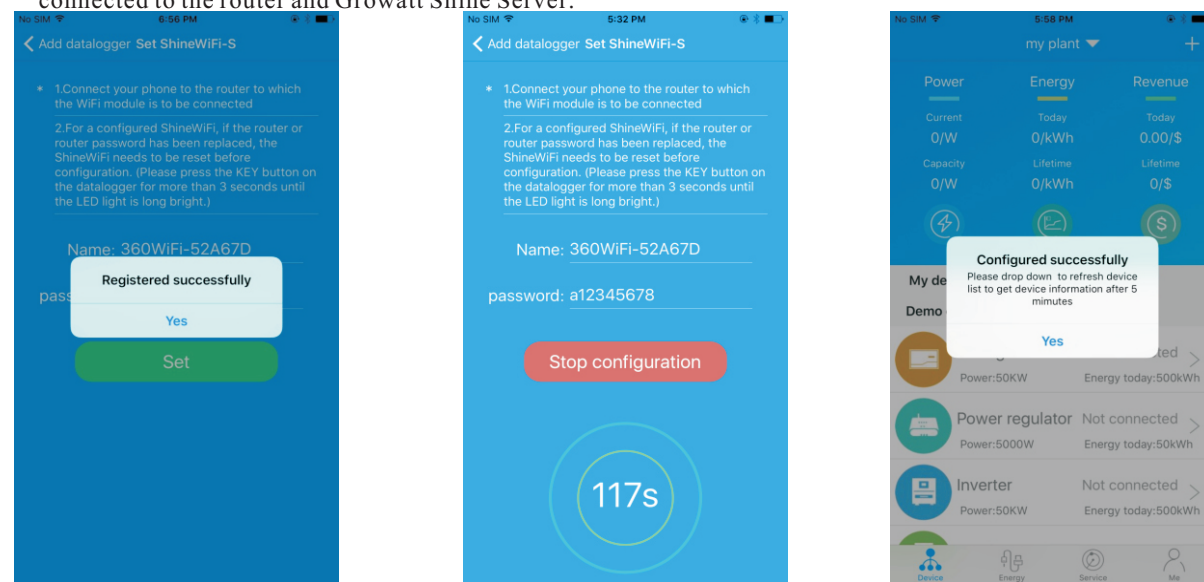 connected to the router and Growatt Shine Server.
No SIM 6:56 PM
Add datalogger Set ShineWiFi-S
* 1.Connect your phone to the router to which
the WiFi module is to be connected
2.For a configured ShineWiFi, if the router or
router password has been replaced, the
ShineWiFi needs to be reset before
configuration. (Please press the KEY button on
the datalogger for more than 3 seconds until
the LED light is long bright.)
Name: 360WiFi-52A67D
Registered successfully
pass
Yes
Set
No SIM 5:32 PM
Add datalogger Set ShineWiFi-S
* 1.Connect your phone to the router to which
the WiFi module is to be connected
2.For a configured ShineWiFi, if the router or
router password has been replaced, the
ShineWiFi needs to be reset before
configuration. (Please press the KEY button on
the datalogger for more than 3 seconds until
the LED light is long bright.)
Name: 360WiFi-52A67D
password: a12345678
Stop configuration
117s
No SIM 5:58 PM
my plant +
Power Energy Revenue
Current Today Today
0/W 0/kWh 0.00/$
Capacity Lifetime Lifetime
0/W 0/kWh 0/$
$
Configured successfully
Please drop down to refresh device
list to get device information after 5
mimutes
Yes
My de
Demo
ted
Power:50KW Energy today:500kWh
Power regulator Not connected
Power:5000W Energy today:50kWh
Inverter Not connected
Power:50KW Energy today:500kWh
Device Energy Service Me